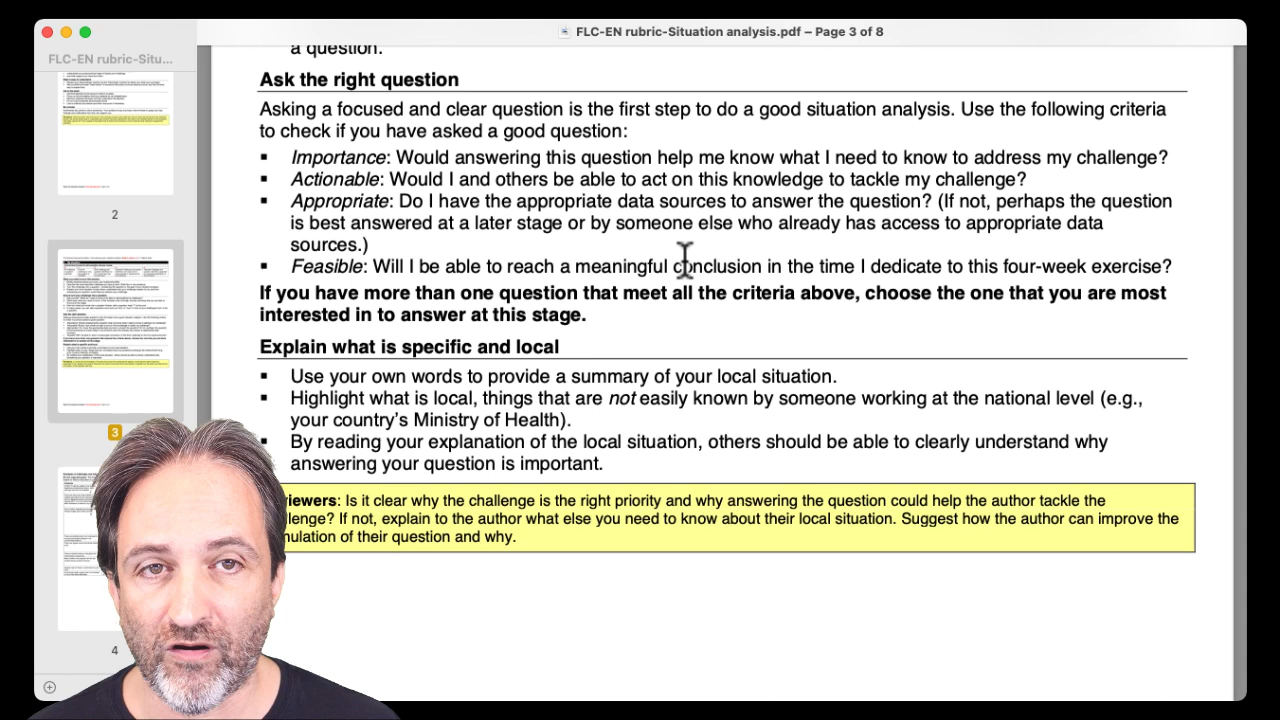 FLC-EN rubric-Situation analysis.pdf – Page 3 of 8
FLC-EN rubric-Situ...
2
3
4
a question.
Ask the right question
Asking a focused and clear question is the first step to do a good situation analysis. Use the following criteria
to check if you have asked a good question:
▪ Importance: Would answering this question help me know what I need to know to address my challenge?
▪ Actionable: Would I and others be able to act on this knowledge to tackle my challenge?
▪ Appropriate: Do I have the appropriate data sources to answer the question? (If not, perhaps the question
is best answered at a later stage or by someone else who already has access to appropriate data
sources.)
▪ Feasible: Will I be able to reach a meaningful conclusion in the time I dedicate to this four-week exercise?
If you have more than one question that meet all the criteria above, choose the one that you are most
interested in to answer at this stage.
Explain what is specific and local
▪ Use your own words to provide a summary of your local situation.
▪ Highlight what is local, things that are not easily known by someone working at the national level (e.g.,
your country’s Ministry of Health).
▪ By reading your explanation of the local situation, others should be able to clearly understand why
answering your question is important.
viewers: Is it clear why the challenge is the right priority and why answering the question could help the author tackle the
llenge? If not, explain to the author what else you need to know about their local situation. Suggest how the author can improve the
mulation of their question and why.